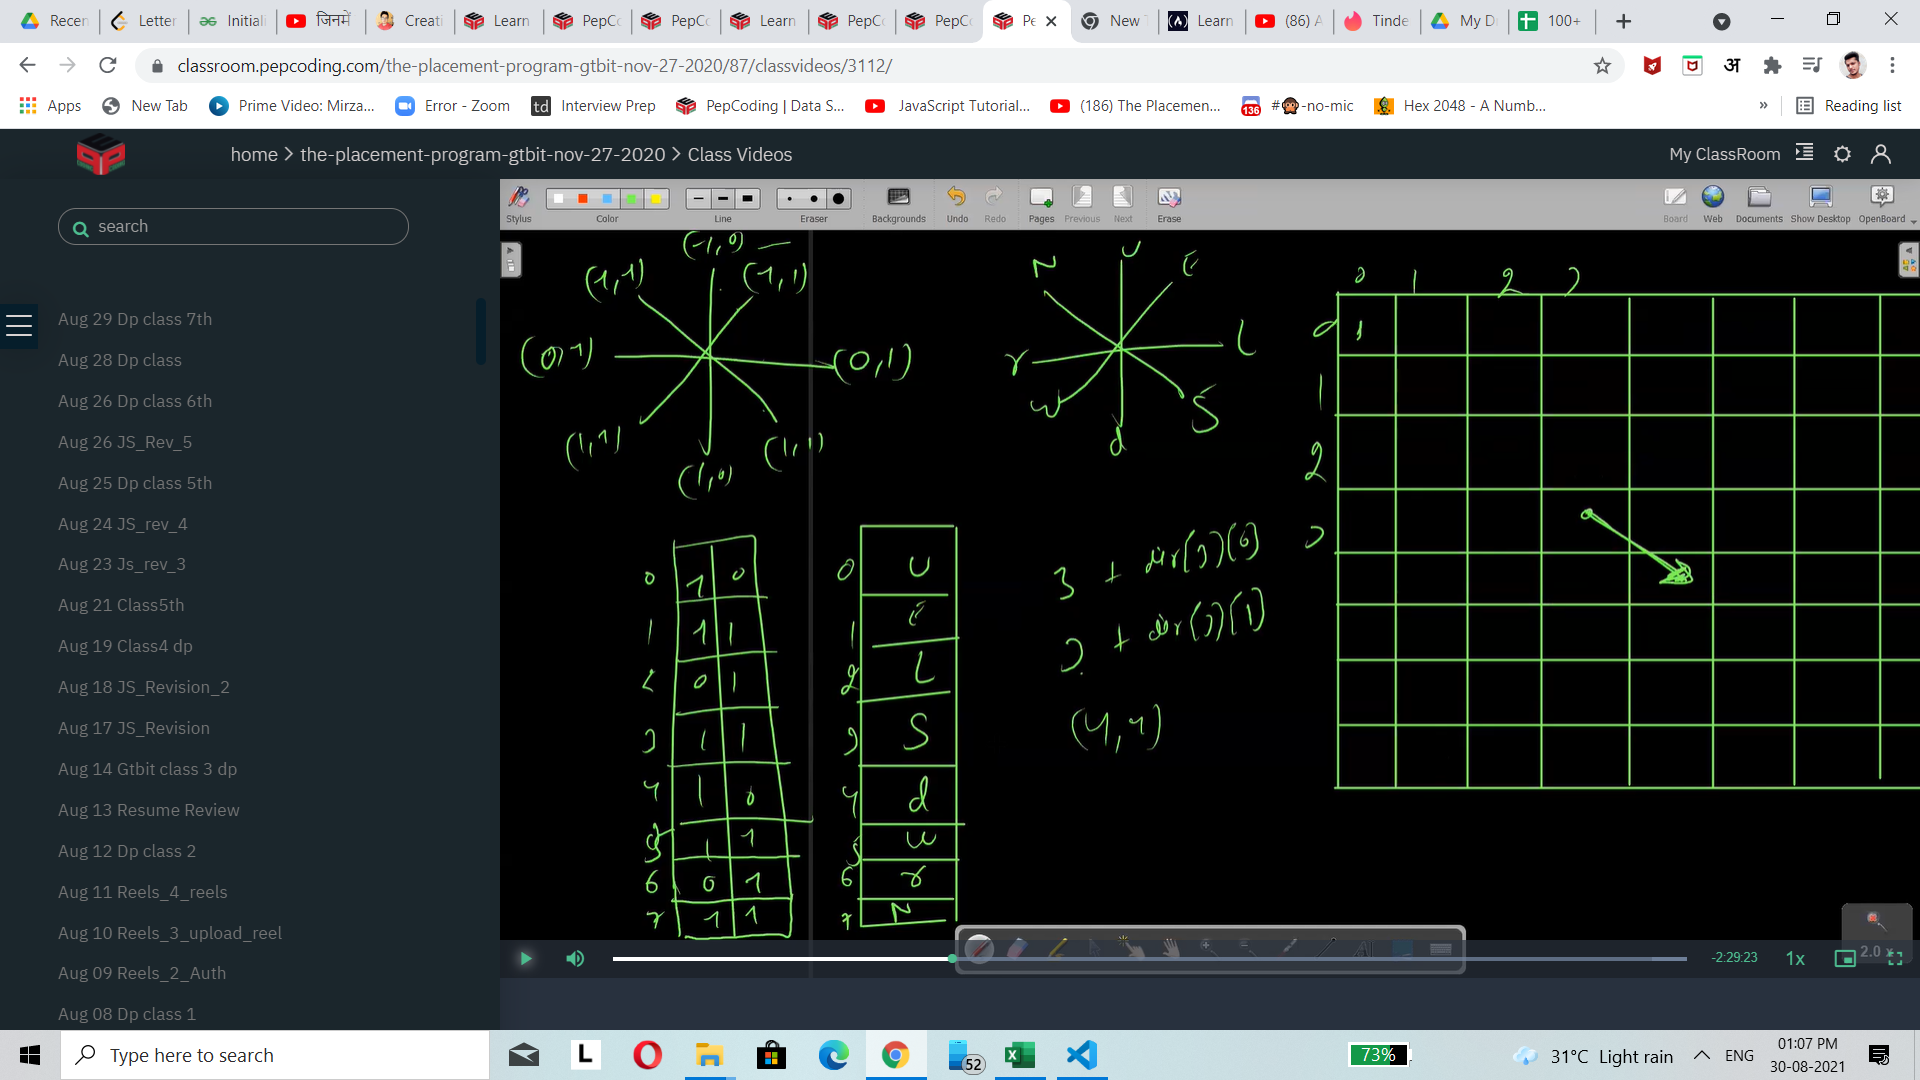 Recen
Letter
Initiali
जिनमें
Creati
Learn
PepCo
PepCo
Learn
PepCo
PepC
Pe
New T
Learn
(86) A
Tinde
My D
100+
classroom.pepcoding.com/the-placement-program-gtbit-nov-27-2020/87/classvideos/3112/
अ
Apps
New Tab
Prime Video: Mirza...
Error - Zoom
td Interview Prep
PepCoding | Data S...
JavaScript Tutorial...
(186) The Placemen...
136 #🙊-no-mic
Hex 2048 - A Numb...
»
Reading list
home > the-placement-program-gtbit-nov-27-2020 > Class Videos
My ClassRoom
search
Aug 29 Dp class 7th
Aug 28 Dp class
Aug 26 Dp class 6th
Aug 26 JS_Rev_5
Aug 25 Dp class 5th
Aug 24 JS_rev_4
Aug 23 Js_rev_3
Aug 21 Class5th
Aug 19 Class4 dp
Aug 18 JS_Revision_2
Aug 17 JS_Revision
Aug 14 Gtbit class 3 dp
Aug 13 Resume Review
Aug 12 Dp class 2
Aug 11 Reels_4_reels
Aug 10 Reels_3_upload_reel
Aug 09 Reels_2_Auth
Aug 08 Dp class 1
Stylus
Color
Line
Eraser
Backgrounds
Undo
Redo
Pages
Previous
Next
Erase
Board
Web
Documents
Show Desktop
OpenBoard
(-1,0)
(0,1)
(1,0)
(1,1)
N U E
r L
w d S
0 1 2 3
0 1
1
2
3
0 1 0
1 1 1
2 0 1
3 1 1
4 1 0
5 1 1
6 0 1
7 1 1
0 U
1 E
2 L
3 S
4 d
5 w
6 r
7 N
3 + dir(3)(0)
3 + dir(3)(1)
(4,4)
-2:29:23
1x
2.0 x
Type here to search
L
52
73%
31°C Light rain
ENG
01:07 PM
30-08-2021